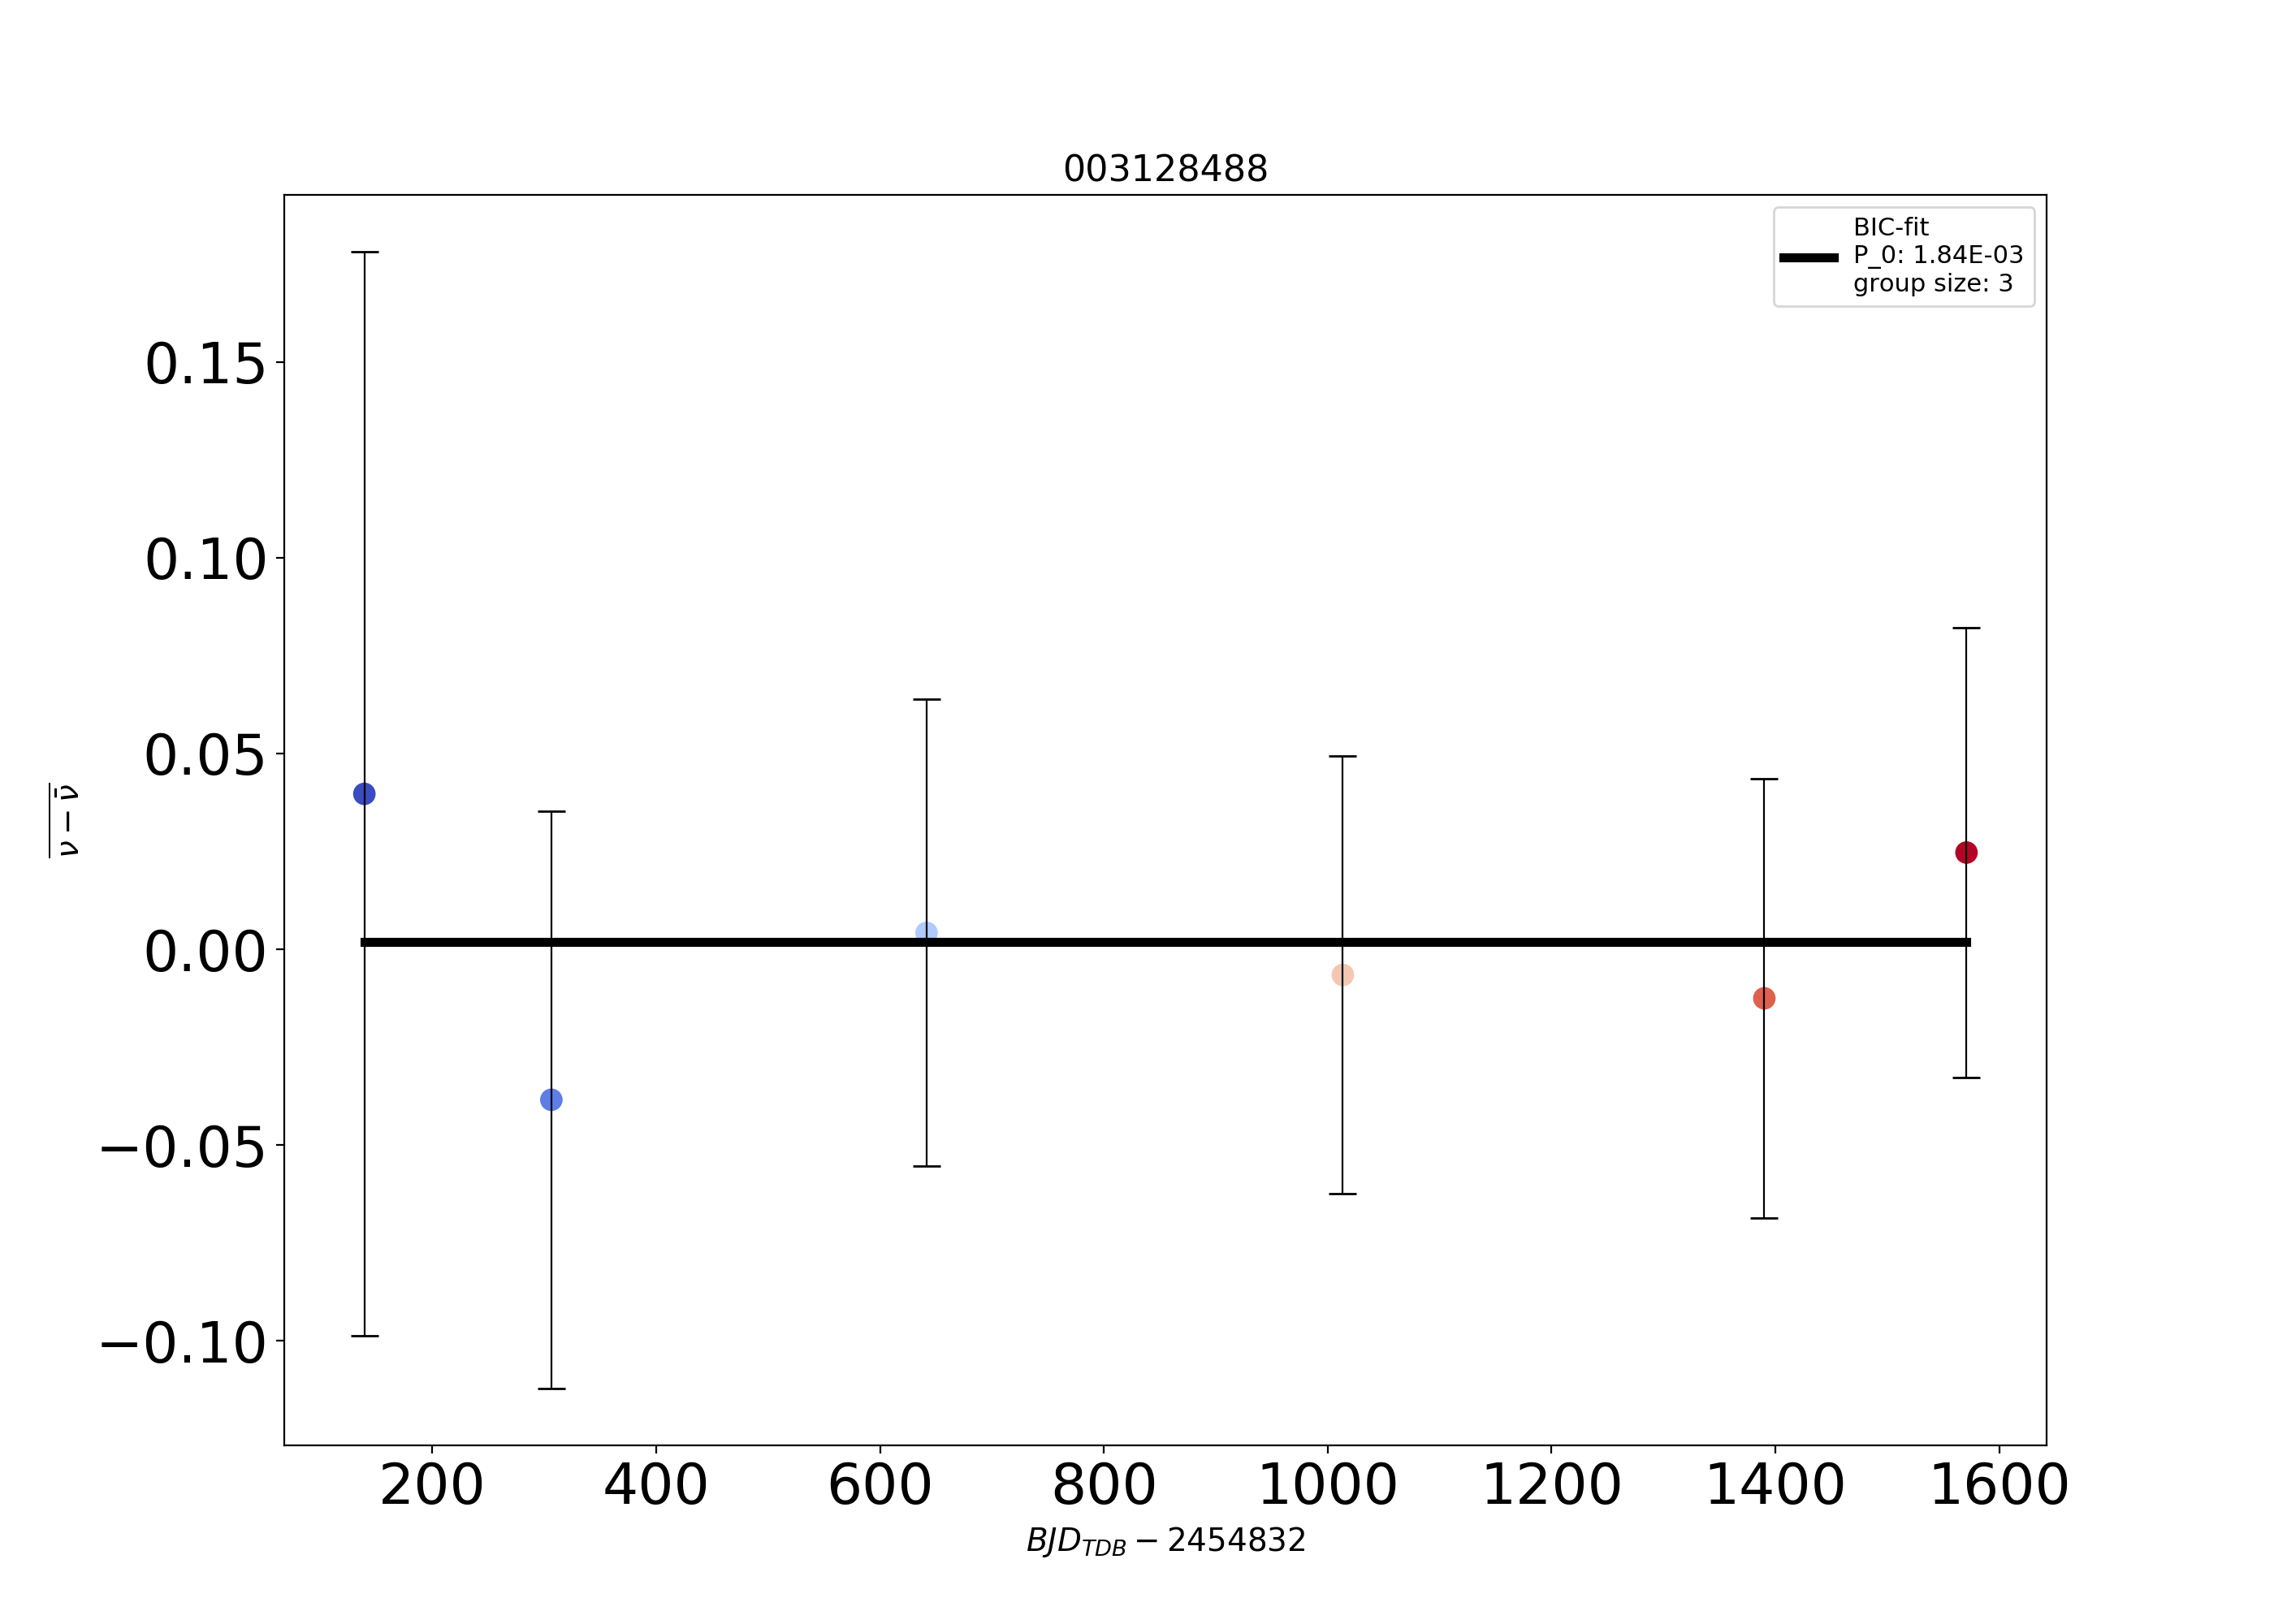 003128488
BIC-fit
P_0: 1.84E-03
group size: 3
0.15
0.10
0.05
0.00
−0.05
−0.10
ν − ν̄
200 400 600 800 1000 1200 1400 1600
BJD_TDB − 2454832